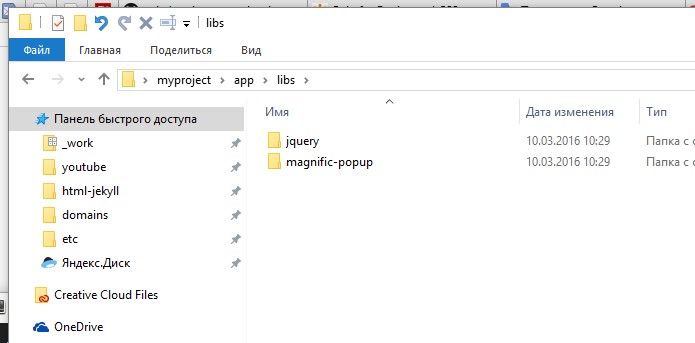 libs
Файл
Главная
Поделиться
Вид
myproject
app
libs
Имя
Дата изменения
Тип
Панель быстрого доступа
_work
youtube
html-jekyll
domains
etc
Яндекс.Диск
Creative Cloud Files
OneDrive
jquery
10.03.2016 10:29
Папка с
magnific-popup
10.03.2016 10:29
Папка с